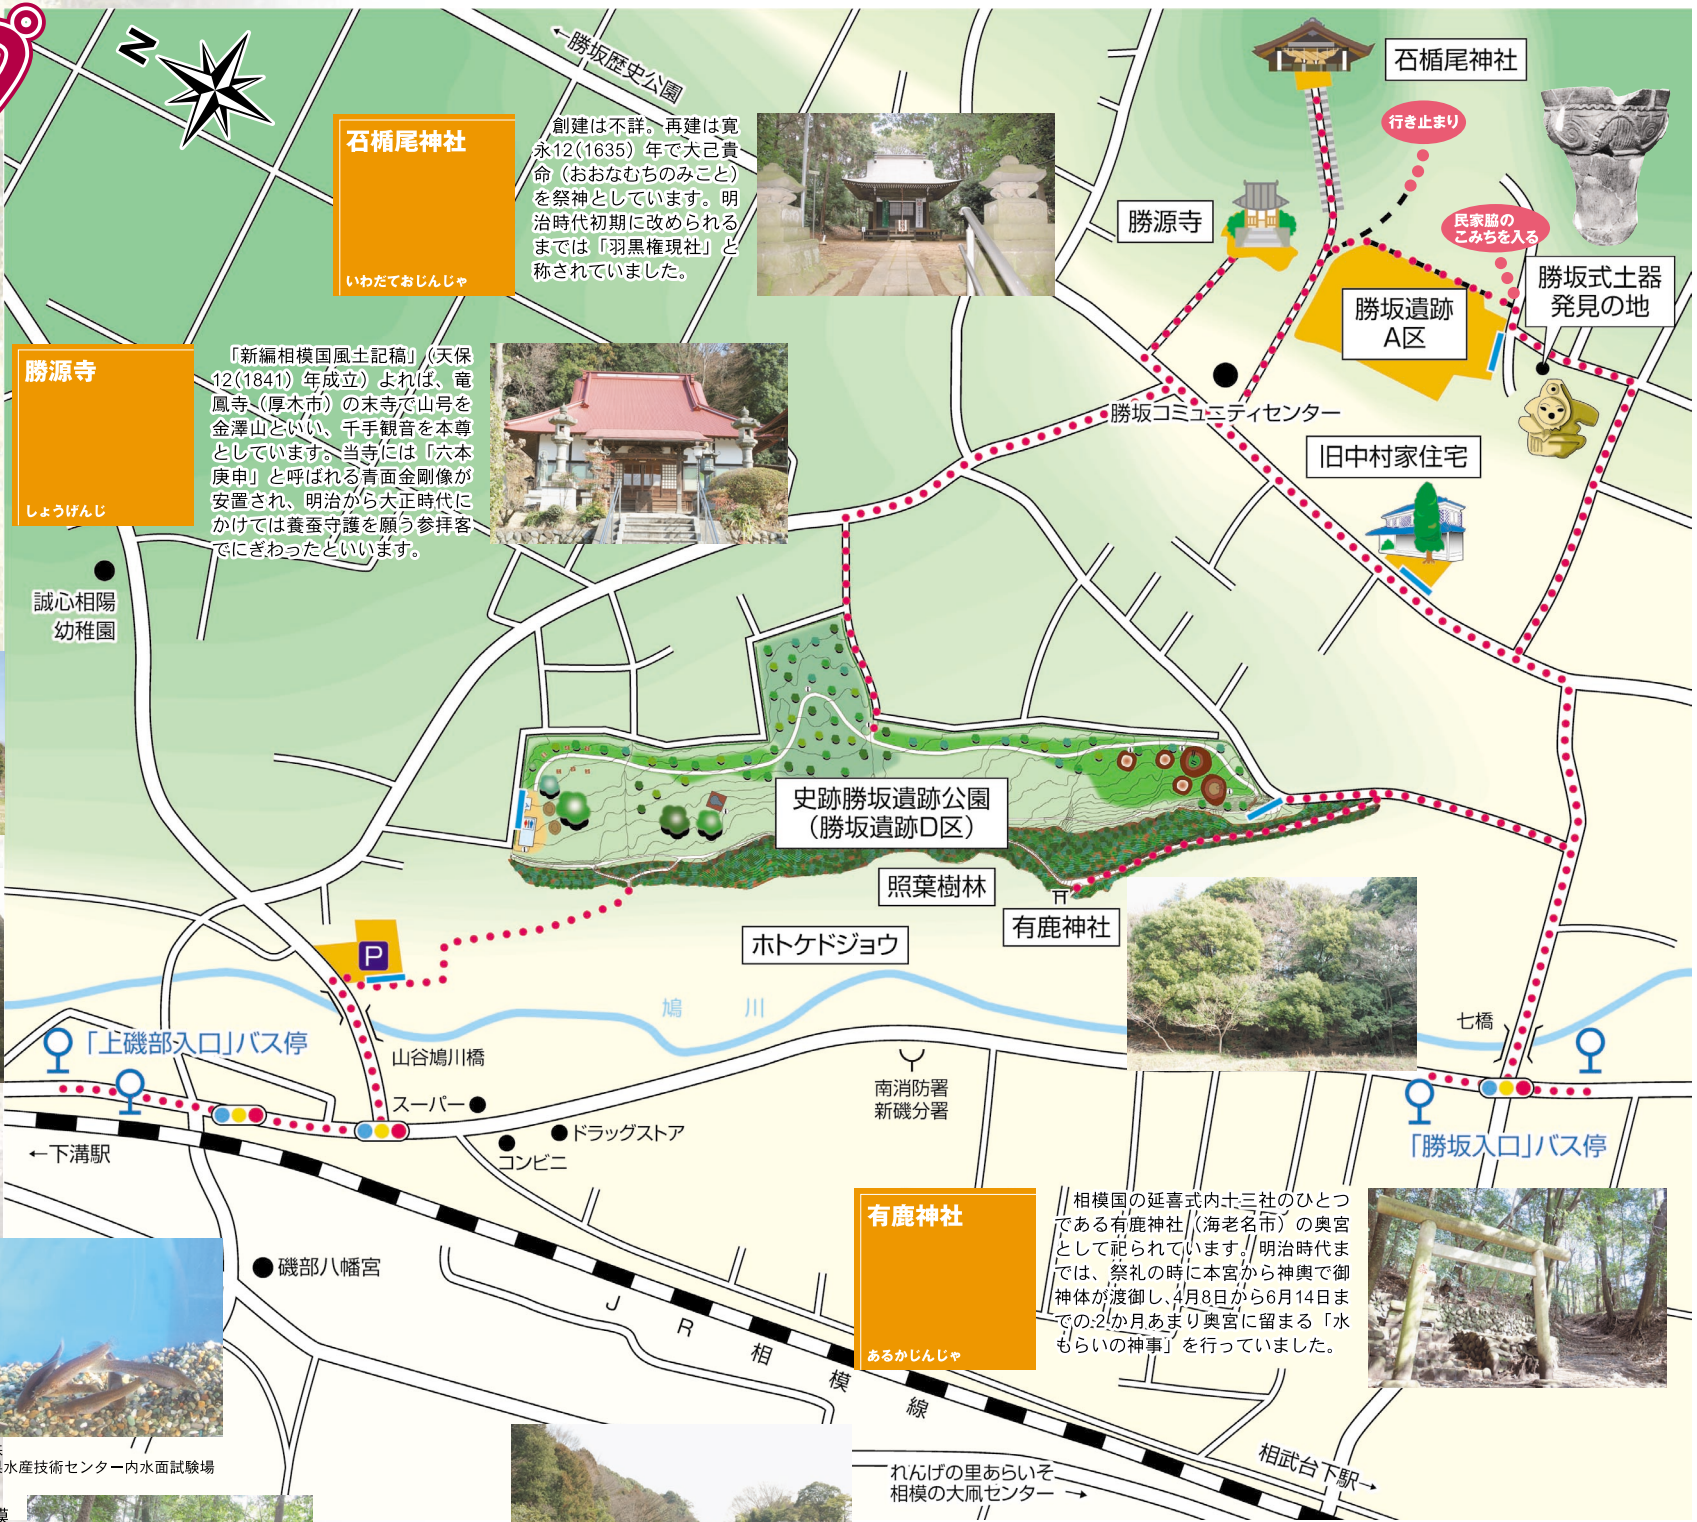 N
←勝坂歴史公園
石楯尾神社
行き止まり
石楯尾神社
いわだておじんじゃ
創建は不詳。再建は寛
永12(1635)年で大己貴
命（おおなむちのみこと）
を祭神としています。明
治時代初期に改められる
までは「羽黒権現社」と
称されていました。
勝源寺
民家脇の
こみちを入る
勝坂式土器
発見の地
勝坂遺跡
A区
勝源寺
しょうげんじ
「新編相模国風土記稿」（天保
12(1841)年成立）よれば、竜
鳳寺（厚木市）の末寺で山号を
金澤山といい、千手観音を本尊
としています。当寺には「六本
庚申」と呼ばれる青面金剛像が
安置され、明治から大正時代に
かけては養蚕守護を願う参拝客
でにぎわったといいます。
勝坂コミュニティセンター
旧中村家住宅
誠心相陽
幼稚園
史跡勝坂遺跡公園
（勝坂遺跡D区）
照葉樹林
有鹿神社
ホトケドジョウ
P
鳩川
七橋
「上磯部入口」バス停
山谷鳩川橋
スーパー
南消防署
新磯分署
ドラッグストア
コンビニ
←下溝駅
「勝坂入口」バス停
有鹿神社
あるかじんじゃ
相模国の延喜式内十三社のひとつ
である有鹿神社（海老名市）の奥宮
として祀られています。明治時代ま
では、祭礼の時に本宮から神輿で御
神体が渡御し、4月8日から6月14日ま
での2か月あまり奥宮に留まる「水
もらいの神事」を行っていました。
磯部八幡宮
JR相模線
水産技術センター内水面試験場
れんげの里あらいそ
相模の大凧センター →
相武台下駅→